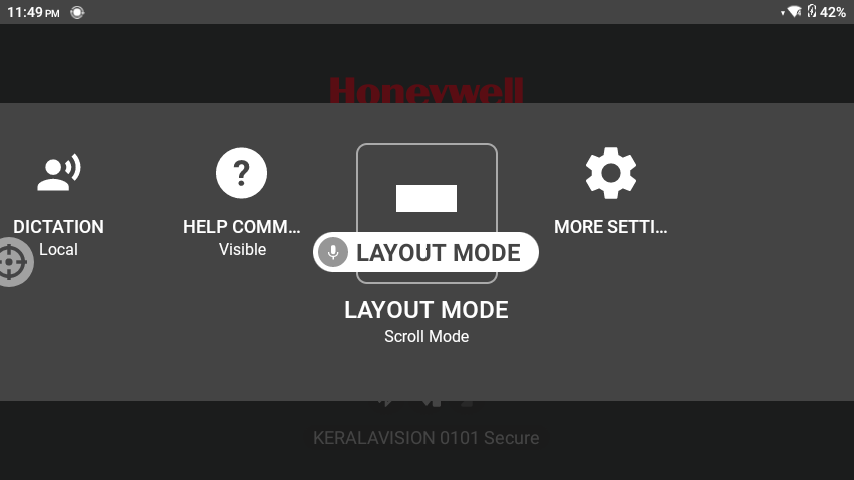 11:49 PM
42%
Honeywell
DICTATION
Local
HELP COMM...
Visible
LAYOUT MODE
LAYOUT MODE
Scroll Mode
MORE SETTI...
KERALAVISION 0101 Secure